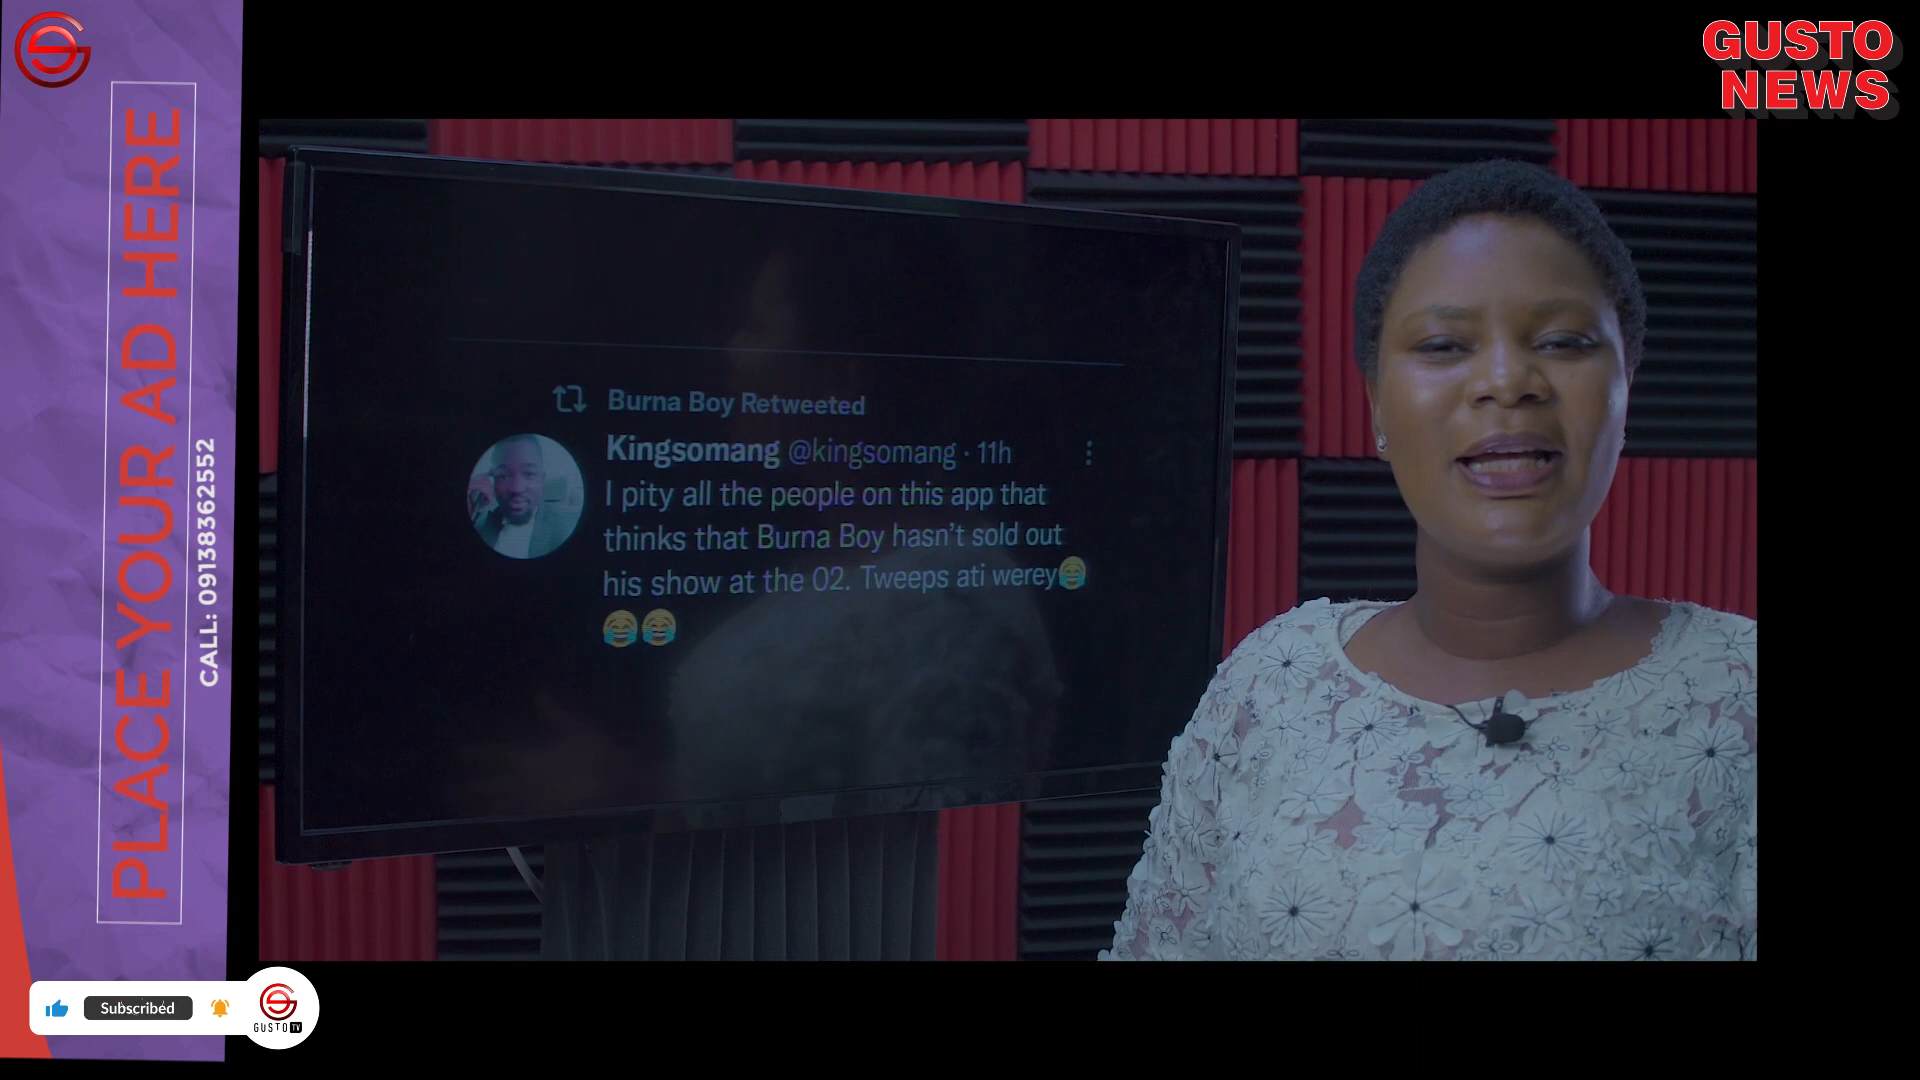 GUSTO
NEWS
PLACE YOUR AD HERE
CALL: 09138362552
Burna Boy Retweeted
Kingsomang @kingsomang · 11h
I pity all the people on this app that
thinks that Burna Boy hasn't sold out
his show at the O2. Tweeps ati werey😂
😂😂
Subscribed
GUSTO TV